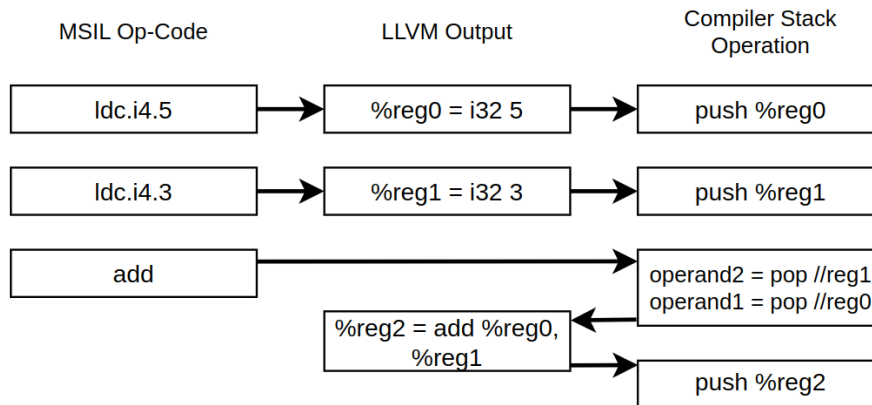 MSIL Op-Code
LLVM Output
Compiler Stack
Operation
ldc.i4.5
%reg0 = i32 5
push %reg0
ldc.i4.3
%reg1 = i32 3
push %reg1
add
operand2 = pop //reg1
operand1 = pop //reg0
%reg2 = add %reg0,
%reg1
push %reg2